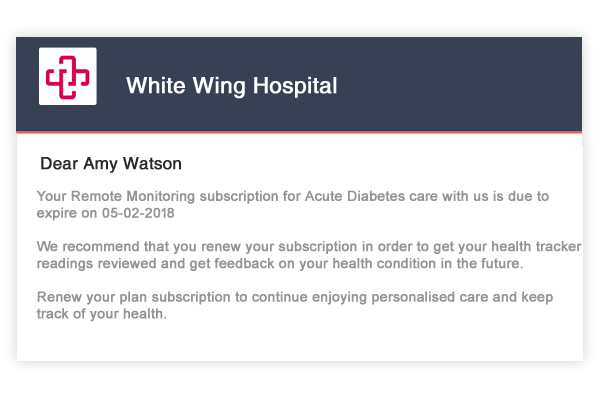 White Wing Hospital
Dear Amy Watson
Your Remote Monitoring subscription for Acute Diabetes care with us is due to
expire on 05-02-2018
We recommend that you renew your subscription in order to get your health tracker
readings reviewed and get feedback on your health condition in the future.
Renew your plan subscription to continue enjoying personalised care and keep
track of your health.